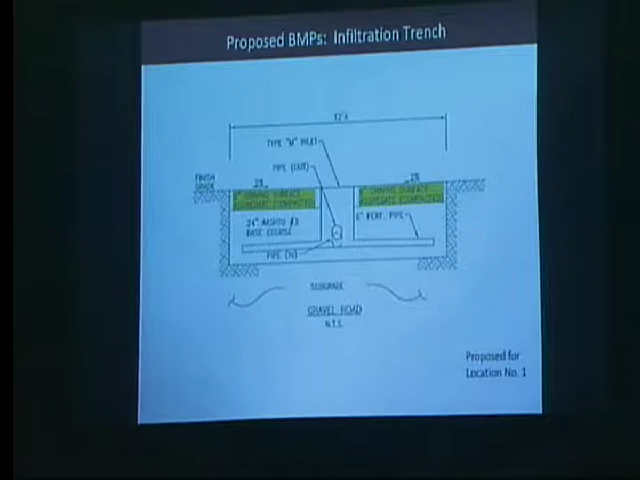 Proposed BMPs: Infiltration Trench
TYPE "M" INLET
PIPE (OUT)
FINISH
GRADE
2%
2%
24" AASHTO #3
BASE COURSE
6" PERF. PIPE
PIPE (IN)
SUBGRADE
GRAVEL ROAD
N.T.S.
Proposed for
Location No. 1